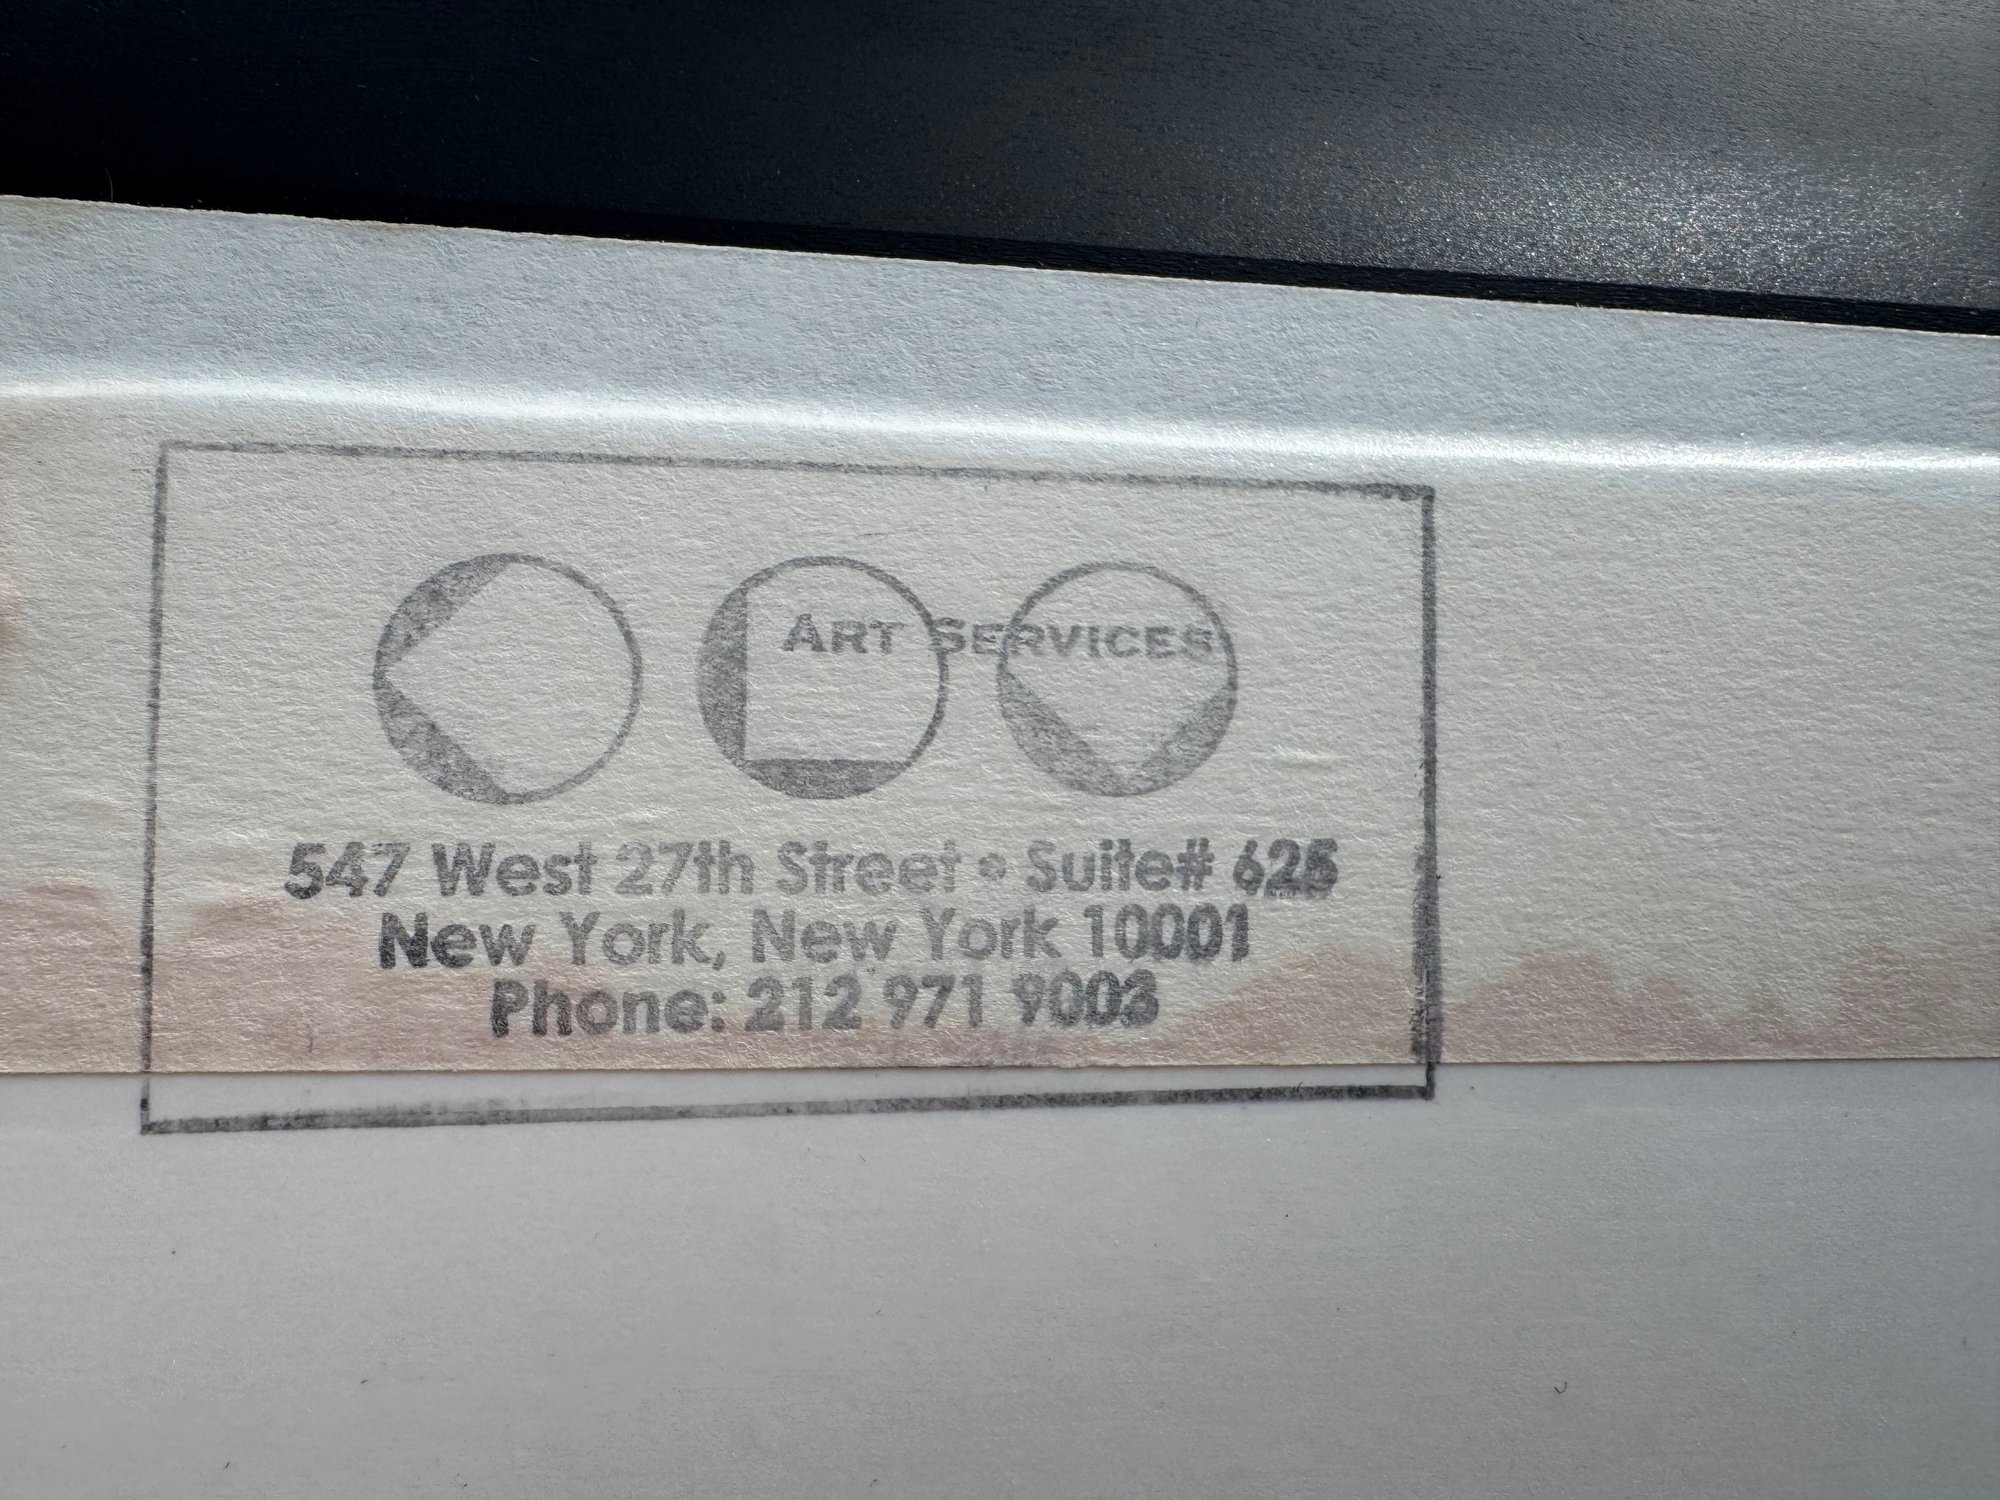 ART SERVICES
547 West 27th Street • Suite# 625
New York, New York 10001
Phone: 212 971 9003